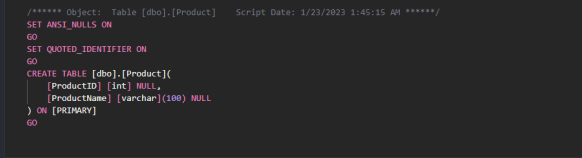 /****** Object:  Table [dbo].[Product]    Script Date: 1/23/2023 1:45:15 AM ******/
SET ANSI_NULLS ON
GO
SET QUOTED_IDENTIFIER ON
GO
CREATE TABLE [dbo].[Product](
    [ProductID] [int] NULL,
    [ProductName] [varchar](100) NULL
) ON [PRIMARY]
GO